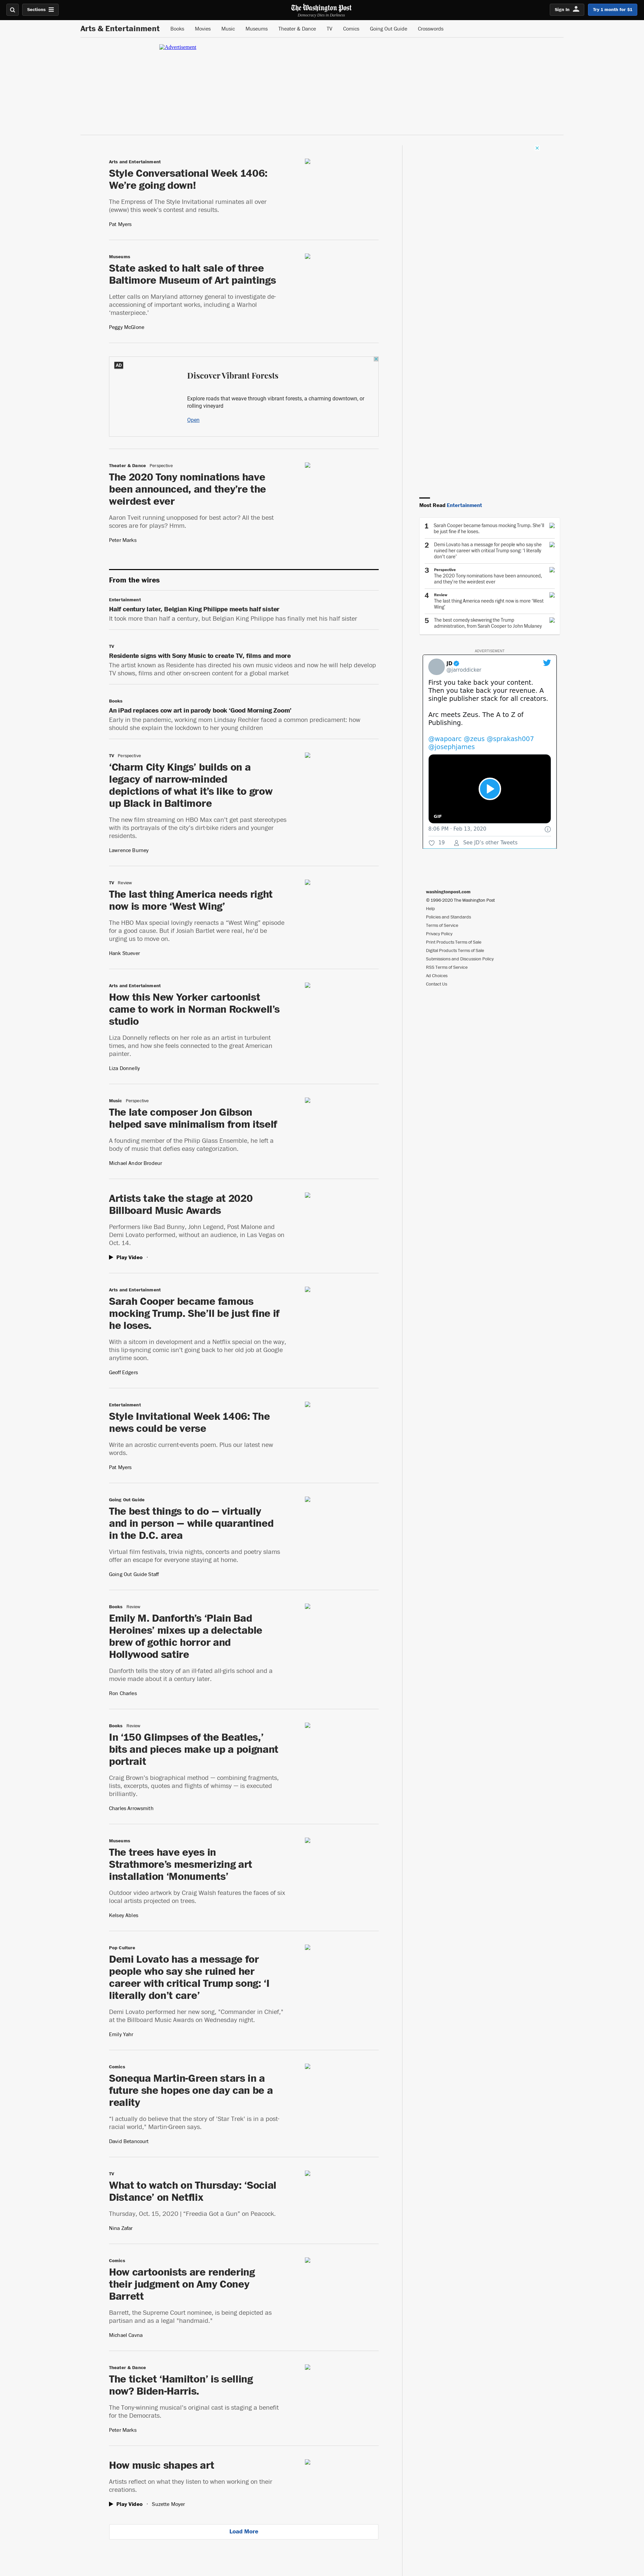 Sections
The Washington Post
Democracy Dies in Darkness
Sign In
Try 1 month for $1
Arts & Entertainment
Books
Movies
Music
Museums
Theater & Dance
TV
Comics
Going Out Guide
Crosswords
Advertisement
Arts and Entertainment
Style Conversational Week 1406:
We're going down!
The Empress of The Style Invitational ruminates all over
(ewww) this week's contest and results.
Pat Myers
Museums
State asked to halt sale of three
Baltimore Museum of Art paintings
Letter calls on Maryland attorney general to investigate de-
accessioning of important works, including a Warhol
'masterpiece.'
Peggy McGlone
AD
Discover Vibrant Forests
Explore roads that weave through vibrant forests, a charming downtown, or
rolling vineyard
Open
Theater & Dance Perspective
The 2020 Tony nominations have
been announced, and they're the
weirdest ever
Aaron Tveit running unopposed for best actor? All the best
scores are for plays? Hmm.
Peter Marks
From the wires
Entertainment
Half century later, Belgian King Philippe meets half sister
It took more than half a century, but Belgian King Philippe has finally met his half sister
TV
Residente signs with Sony Music to create TV, films and more
The artist known as Residente has directed his own music videos and now he will help develop
TV shows, films and other on-screen content for a global market
Books
An iPad replaces cow art in parody book 'Good Morning Zoom'
Early in the pandemic, working mom Lindsay Rechler faced a common predicament: how
should she explain the lockdown to her young children
TV Perspective
'Charm City Kings' builds on a
legacy of narrow-minded
depictions of what it's like to grow
up Black in Baltimore
The new film streaming on HBO Max can't get past stereotypes
with its portrayals of the city's dirt-bike riders and younger
residents.
Lawrence Burney
TV Review
The last thing America needs right
now is more 'West Wing'
The HBO Max special lovingly reenacts a "West Wing" episode
for a good cause. But if Josiah Bartlet were real, he'd be
urging us to move on.
Hank Stuever
Arts and Entertainment
How this New Yorker cartoonist
came to work in Norman Rockwell's
studio
Liza Donnelly reflects on her role as an artist in turbulent
times, and how she feels connected to the great American
painter.
Liza Donnelly
Music Perspective
The late composer Jon Gibson
helped save minimalism from itself
A founding member of the Philip Glass Ensemble, he left a
body of music that defies easy categorization.
Michael Andor Brodeur
Artists take the stage at 2020
Billboard Music Awards
Performers like Bad Bunny, John Legend, Post Malone and
Demi Lovato performed, without an audience, in Las Vegas on
Oct. 14.
Play Video
Arts and Entertainment
Sarah Cooper became famous
mocking Trump. She'll be just fine if
he loses.
With a sitcom in development and a Netflix special on the way,
this lip-syncing comic isn't going back to her old job at Google
anytime soon.
Geoff Edgers
Entertainment
Style Invitational Week 1406: The
news could be verse
Write an acrostic current-events poem. Plus our latest new
words.
Pat Myers
Going Out Guide
The best things to do — virtually
and in person — while quarantined
in the D.C. area
Virtual film festivals, trivia nights, concerts and poetry slams
offer an escape for everyone staying at home.
Going Out Guide Staff
Books Review
Emily M. Danforth's 'Plain Bad
Heroines' mixes up a delectable
brew of gothic horror and
Hollywood satire
Danforth tells the story of an ill-fated all-girls school and a
movie made about it a century later.
Ron Charles
Books Review
In '150 Glimpses of the Beatles,'
bits and pieces make up a poignant
portrait
Craig Brown's biographical method — combining fragments,
lists, excerpts, quotes and flights of whimsy — is executed
brilliantly.
Charles Arrowsmith
Museums
The trees have eyes in
Strathmore's mesmerizing art
installation 'Monuments'
Outdoor video artwork by Craig Walsh features the faces of six
local artists projected on trees.
Kelsey Ables
Pop Culture
Demi Lovato has a message for
people who say she ruined her
career with critical Trump song: 'I
literally don't care'
Demi Lovato performed her new song, "Commander in Chief,"
at the Billboard Music Awards on Wednesday night.
Emily Yahr
Comics
Sonequa Martin-Green stars in a
future she hopes one day can be a
reality
"I actually do believe that the story of 'Star Trek' is in a post-
racial world," Martin-Green says.
David Betancourt
TV
What to watch on Thursday: 'Social
Distance' on Netflix
Thursday, Oct. 15, 2020 | "Freedia Got a Gun" on Peacock.
Nina Zafar
Comics
How cartoonists are rendering
their judgment on Amy Coney
Barrett
Barrett, the Supreme Court nominee, is being depicted as
partisan and as a legal "handmaid."
Michael Cavna
Theater & Dance
The ticket 'Hamilton' is selling
now? Biden-Harris.
The Tony-winning musical's original cast is staging a benefit
for the Democrats.
Peter Marks
How music shapes art
Artists reflect on what they listen to when working on their
creations.
Play Video · Suzette Moyer
Load More
Most Read Entertainment
1 Sarah Cooper became famous mocking Trump. She'll
be just fine if he loses.
2 Demi Lovato has a message for people who say she
ruined her career with critical Trump song: 'I literally
don't care'
3 Perspective
The 2020 Tony nominations have been announced,
and they're the weirdest ever
4 Review
The last thing America needs right now is more 'West
Wing'
5 The best comedy skewering the Trump
administration, from Sarah Cooper to John Mulaney
ADVERTISEMENT
JD
@jarroddicker
First you take back your content.
Then you take back your revenue. A
single publisher stack for all creators.
Arc meets Zeus. The A to Z of
Publishing.
@wapoarc @zeus @sprakash007
@josephjames
GIF
8:06 PM · Feb 13, 2020
19
See JD's other Tweets
washingtonpost.com
© 1996-2020 The Washington Post
Help
Policies and Standards
Terms of Service
Privacy Policy
Print Products Terms of Sale
Digital Products Terms of Sale
Submissions and Discussion Policy
RSS Terms of Service
Ad Choices
Contact Us